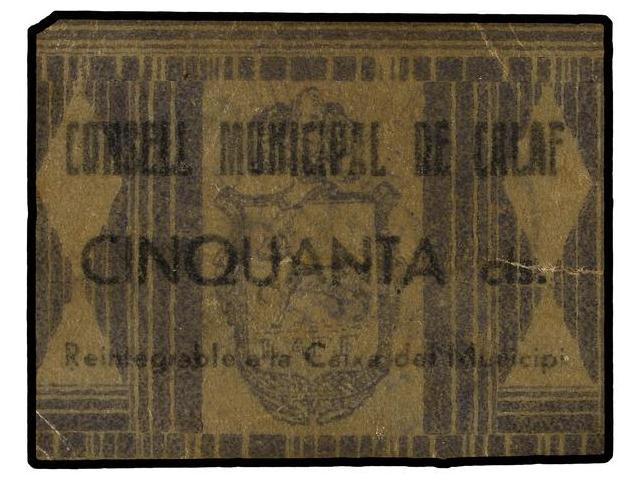 CONSELL MUNICIPAL DE CALAF
CINQUANTA cts.
Reintegrable a la Caixa del Municipi